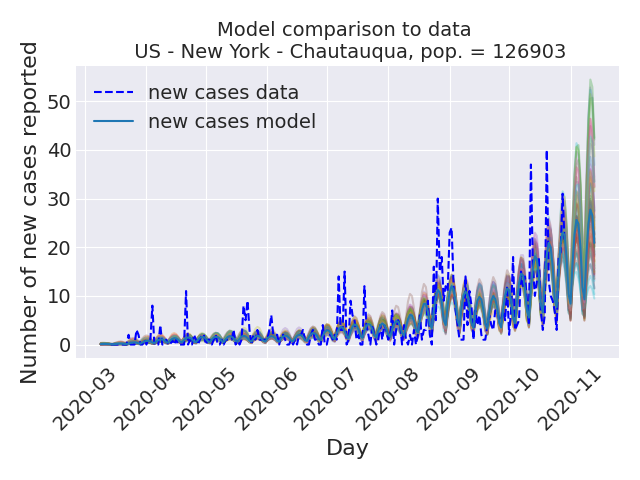 Model comparison to data
US - New York - Chautauqua, pop. = 126903
Number of new cases reported
50
40
30
20
10
0
new cases data
new cases model
2020-03
2020-04
2020-05
2020-06
2020-07
2020-08
2020-09
2020-10
2020-11
Day